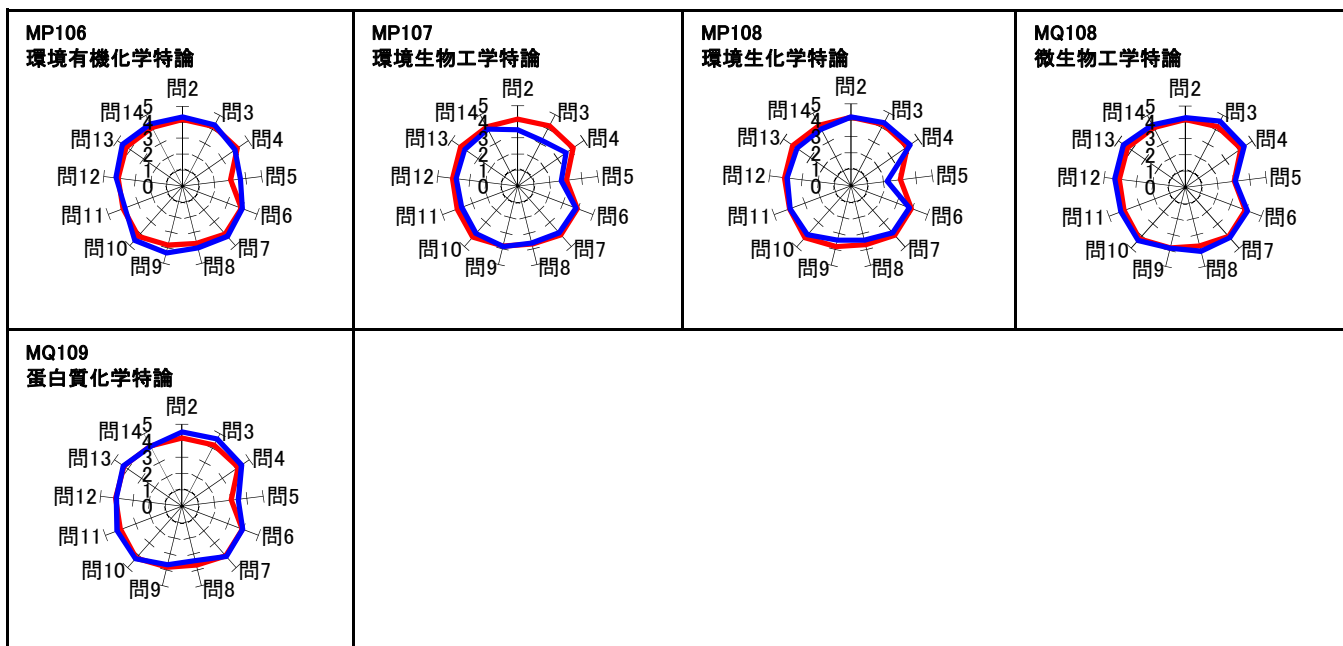 MP106
環境有機化学特論
問2
問3
問4
問5
問6
問7
問8
問9
問10
問11
問12
問13
問14
5
4
3
2
1
0
MP107
環境生物工学特論
問2
問3
問4
問5
問6
問7
問8
問9
問10
問11
問12
問13
問14
5
4
3
2
1
0
MP108
環境生化学特論
問2
問3
問4
問5
問6
問7
問8
問9
問10
問11
問12
問13
問14
5
4
3
2
1
0
MQ108
微生物工学特論
問2
問3
問4
問5
問6
問7
問8
問9
問10
問11
問12
問13
問14
5
4
3
2
1
0
MQ109
蛋白質化学特論
問2
問3
問4
問5
問6
問7
問8
問9
問10
問11
問12
問13
問14
5
4
3
2
1
0